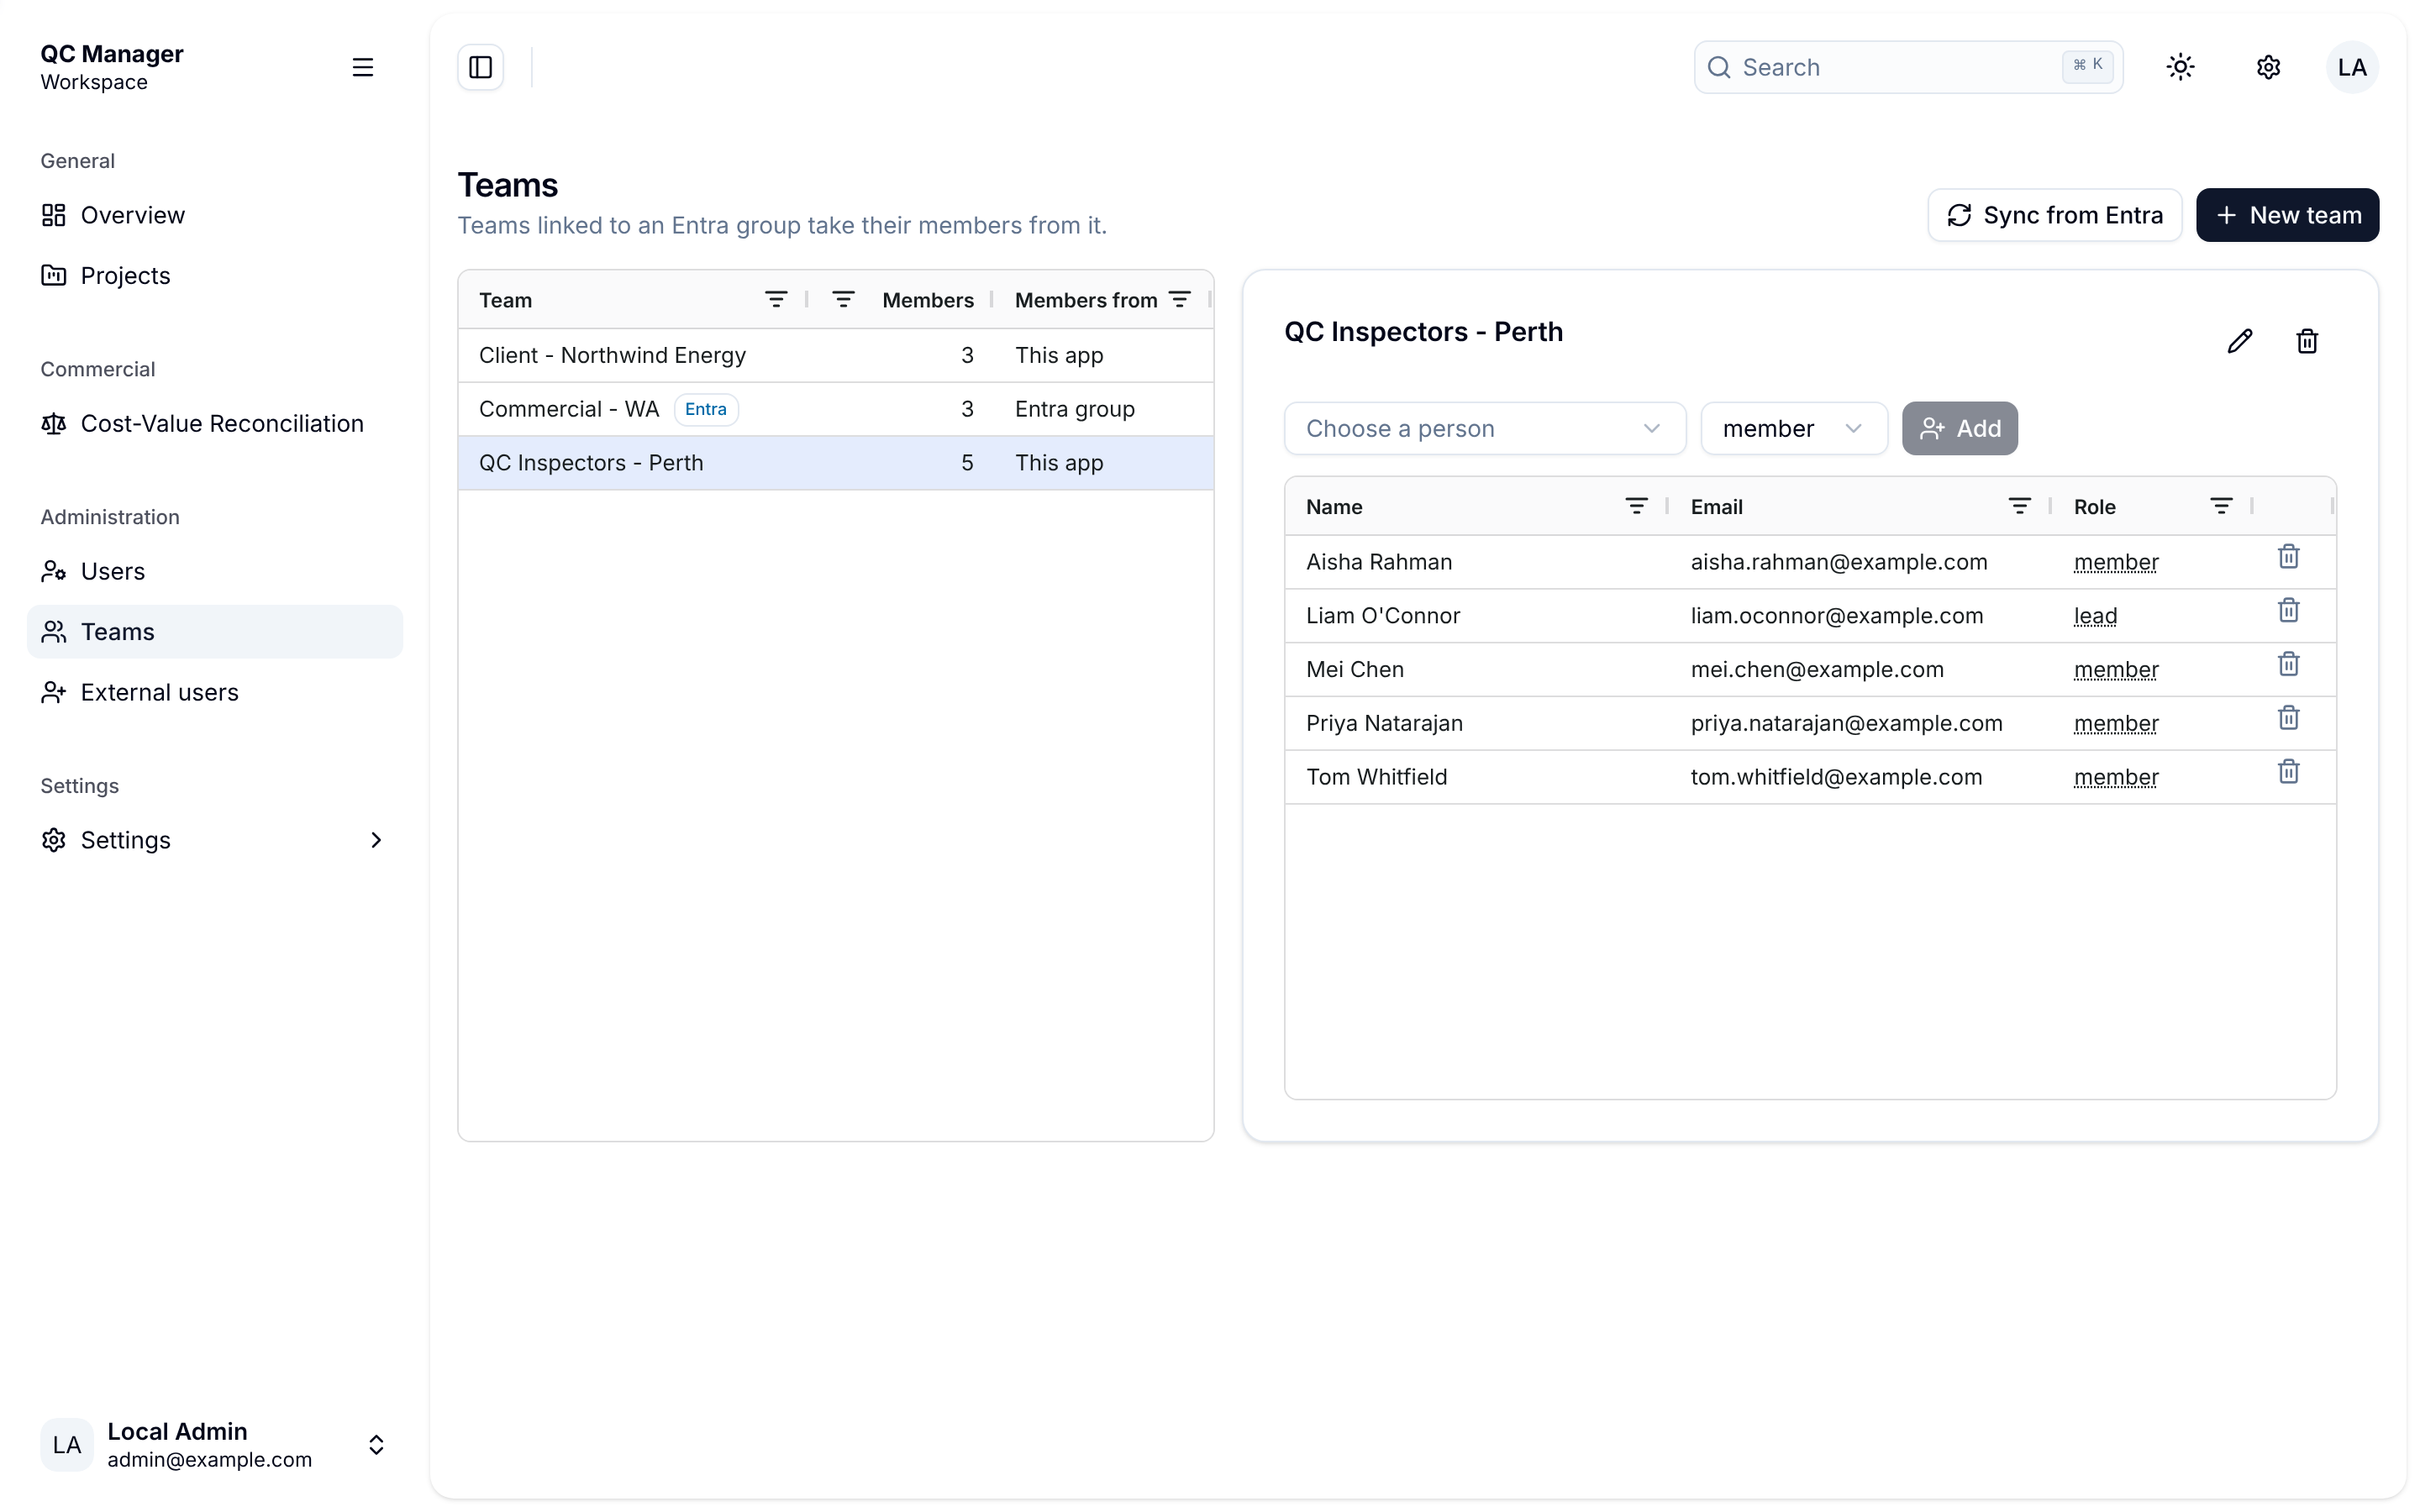 QC Manager
Workspace
General
Overview
Projects
Commercial
Cost-Value Reconciliation
Administration
Users
Teams
External users
Settings
Settings
LA
Local Admin
admin@example.com
Search
⌘ K
LA
Teams
Teams linked to an Entra group take their members from it.
Sync from Entra
New team
Team Members Members from
Client - Northwind Energy 3 This app
Commercial - WA Entra 3 Entra group
QC Inspectors - Perth 5 This app
QC Inspectors - Perth
Choose a person member Add
Name Email Role
Aisha Rahman aisha.rahman@example.com member
Liam O'Connor liam.oconnor@example.com lead
Mei Chen mei.chen@example.com member
Priya Natarajan priya.natarajan@example.com member
Tom Whitfield tom.whitfield@example.com member